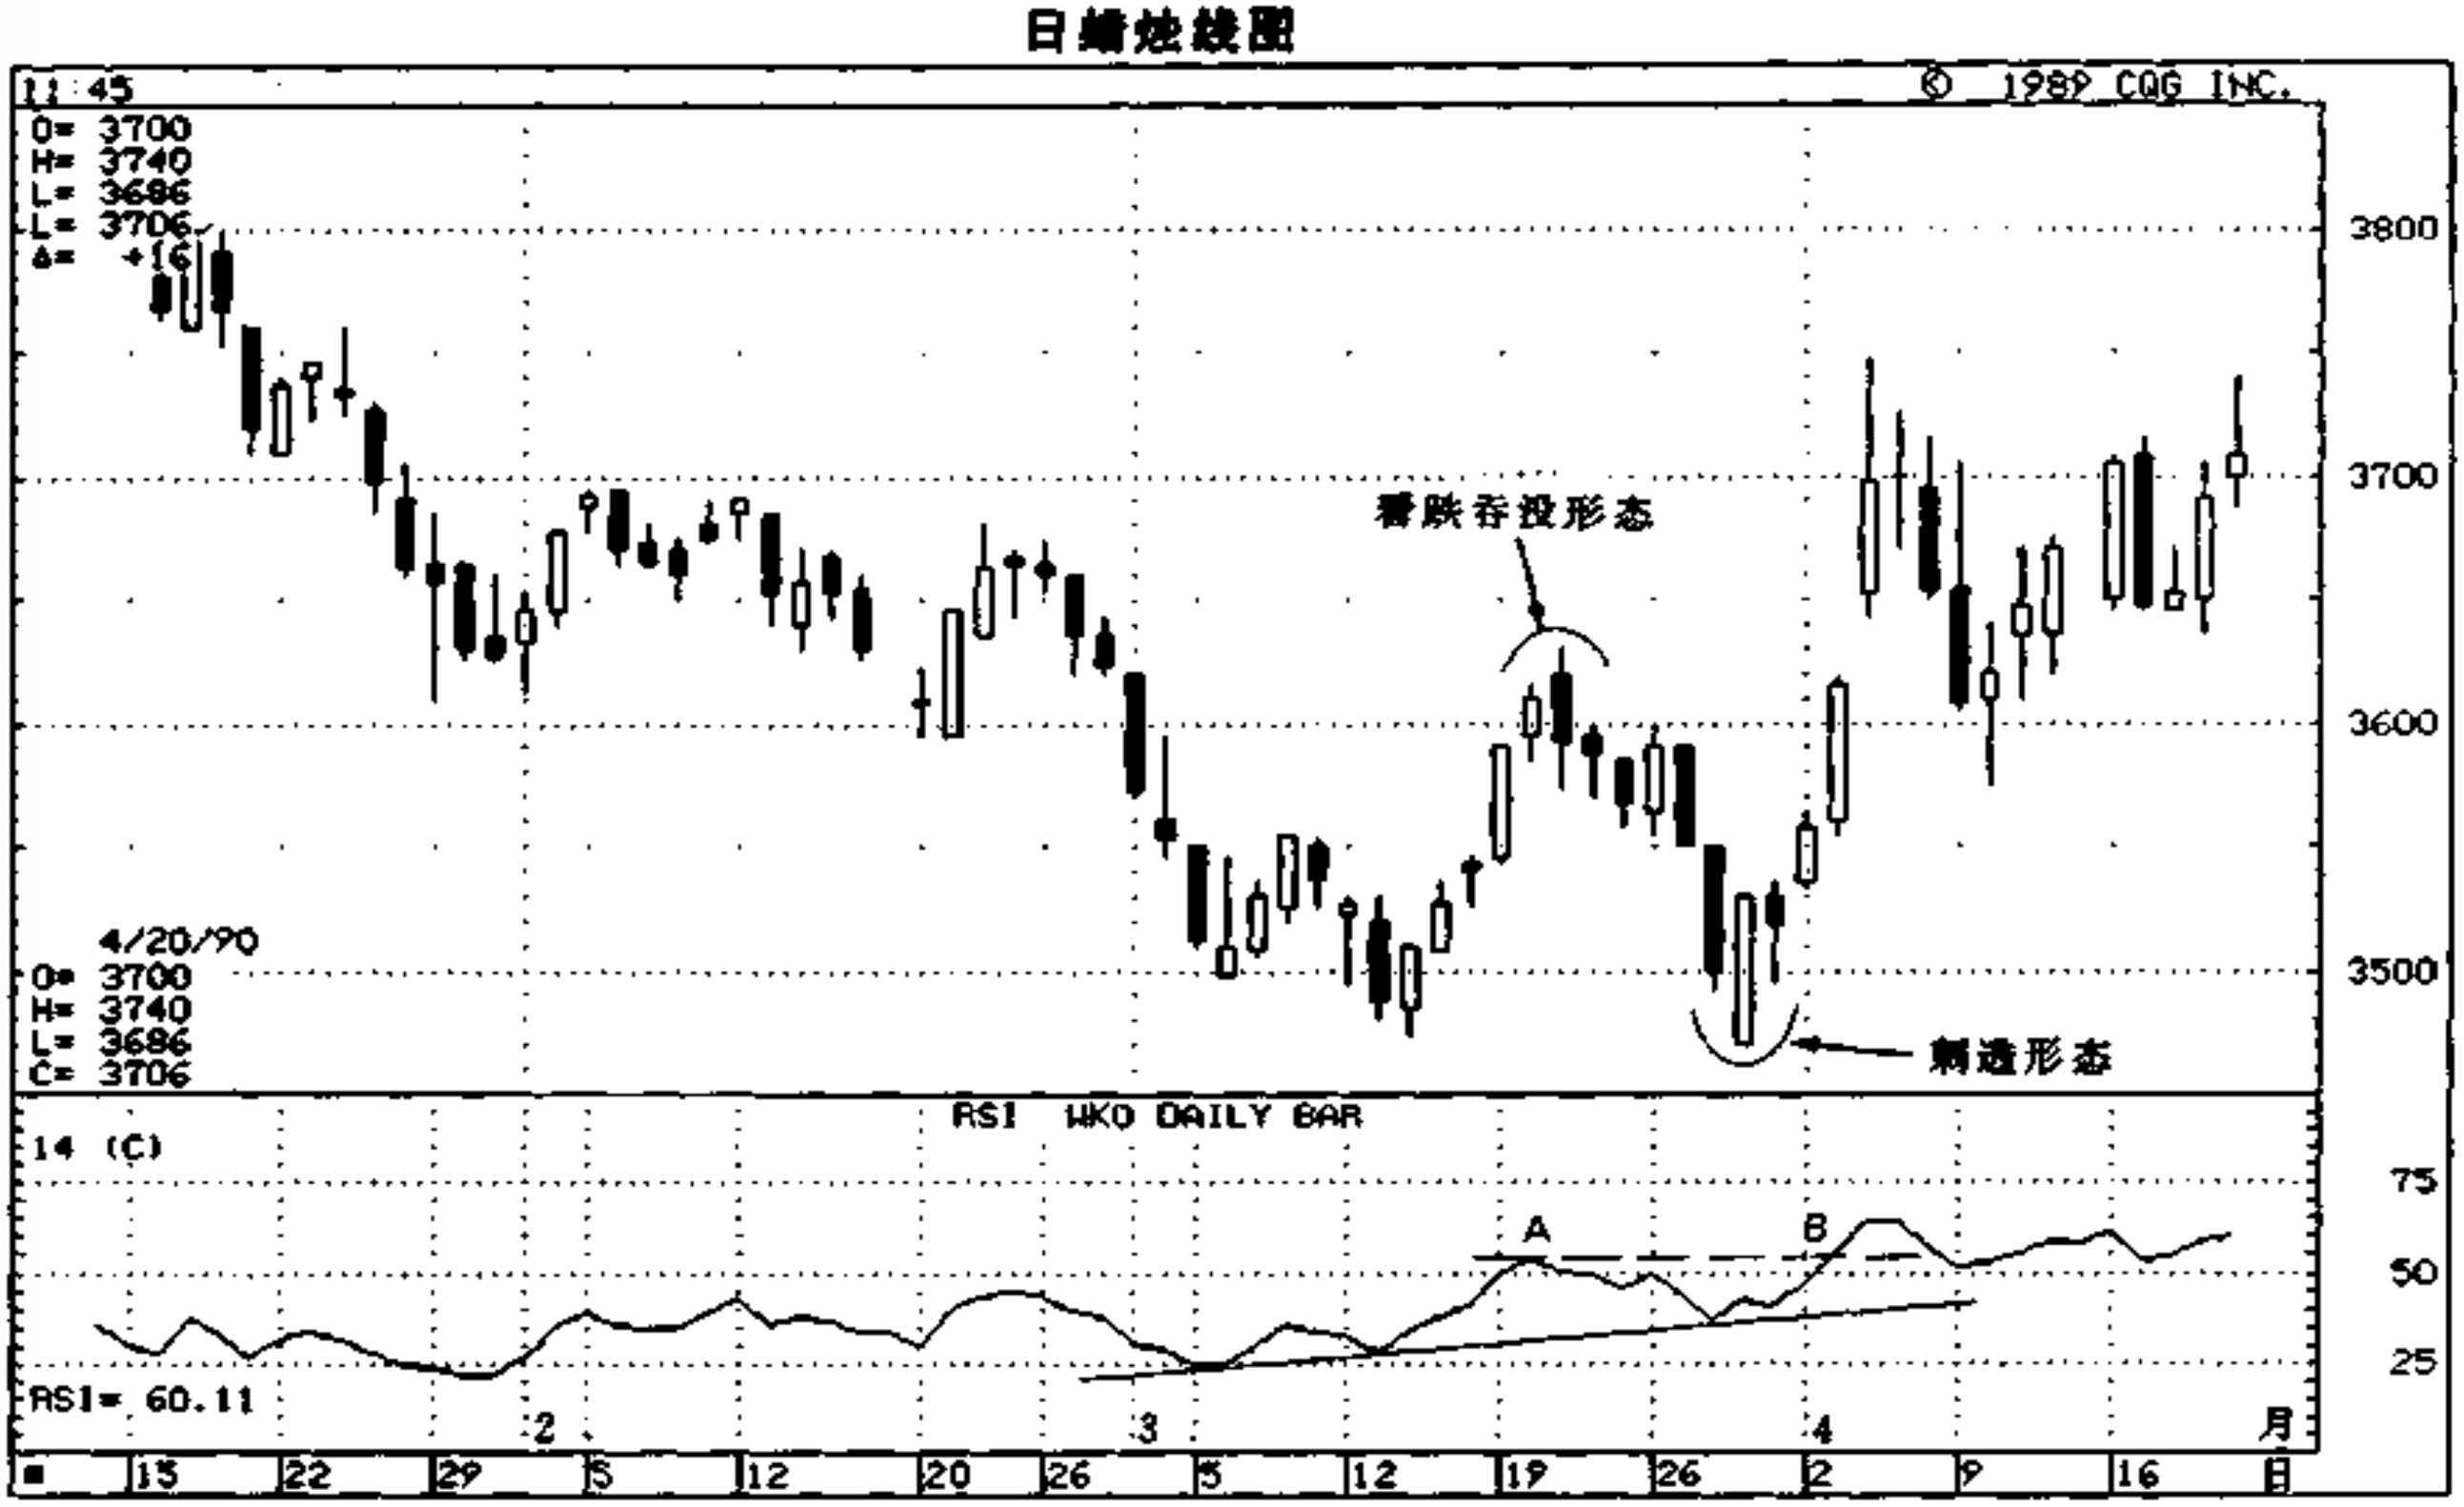 日蜡烛线图
11:45
© 1989 CQG INC.
O= 3700
H= 3740
L= 3686
L= 3706
Δ= +16
3800
3700
看跌吞没形态
3600
4/20/90
O= 3700
H= 3740
L= 3686
C= 3706
3500
刺透形态
RSI WKO DAILY BAR
14 (C)
75
A B
50
25
RSI= 60.11
2 3 4 月
15 22 29 5 12 20 26 5 12 19 26 2 9 16 日